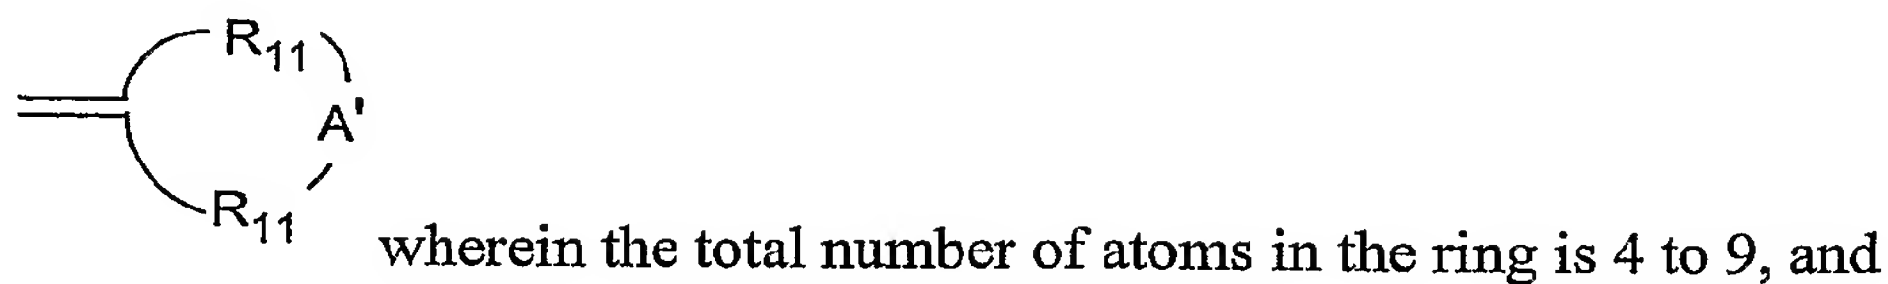 R11
A'
R11
wherein the total number of atoms in the ring is 4 to 9, and